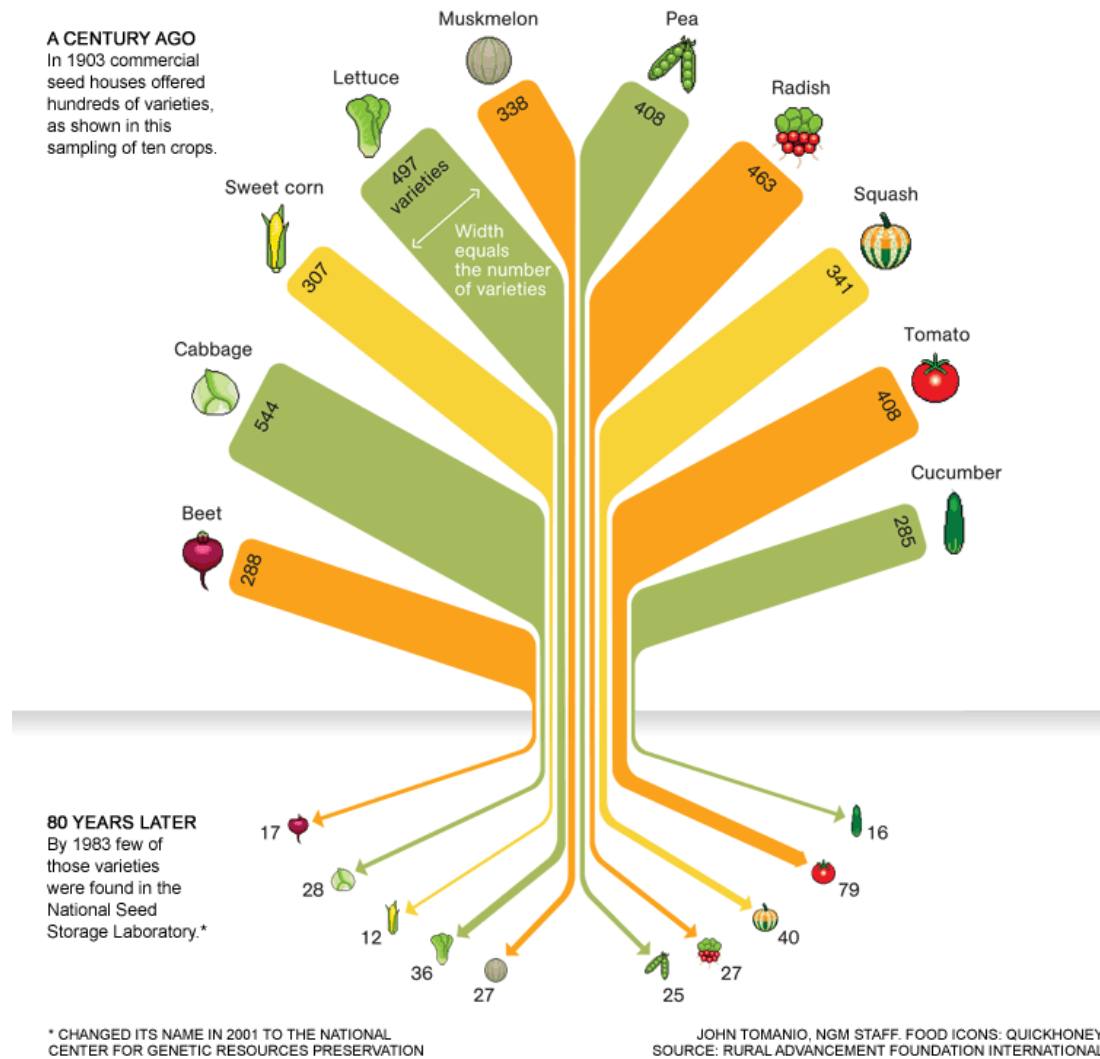 A CENTURY AGO
In 1903 commercial
seed houses offered
hundreds of varieties,
as shown in this
sampling of ten crops.
Muskmelon
338
Pea
408
Lettuce
497
varieties
Width
equals
the number
of varieties
Radish
463
Sweet corn
307
Squash
341
Cabbage
544
Tomato
408
Beet
288
Cucumber
285
80 YEARS LATER
By 1983 few of
those varieties
were found in the
National Seed
Storage Laboratory.*
17
28
12
36
27
25
27
40
79
16
* CHANGED ITS NAME IN 2001 TO THE NATIONAL
CENTER FOR GENETIC RESOURCES PRESERVATION
JOHN TOMANIO, NGM STAFF. FOOD ICONS: QUICKHONEY
SOURCE: RURAL ADVANCEMENT FOUNDATION INTERNATIONAL